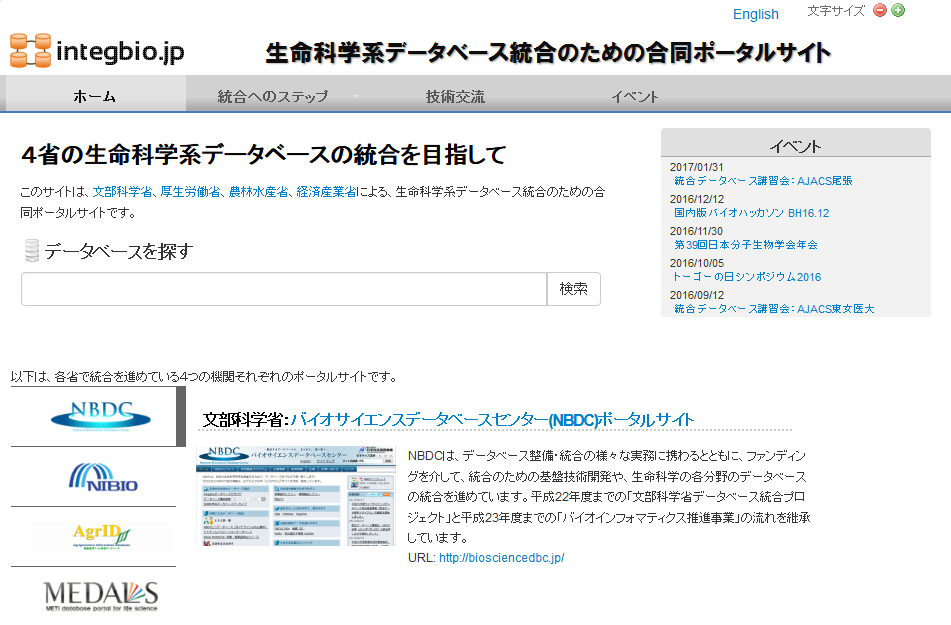 English 文字サイズ
integbio.jp 生命科学系データベース統合のための合同ポータルサイト
ホーム 統合へのステップ 技術交流 イベント
4省の生命科学系データベースの統合を目指して
このサイトは、文部科学省、厚生労働省、農林水産省、経済産業省による、生命科学系データベース統合のための合
同ポータルサイトです。
データベースを探す
検索
イベント
2017/01/31
統合データベース講習会：AJACS尾張
2016/12/12
国内版バイオハッカソン BH16.12
2016/11/30
第39回日本分子生物学会年会
2016/10/05
トーゴーの日シンポジウム2016
2016/09/12
統合データベース講習会：AJACS東女医大
以下は、各省で統合を進めている4つの機関それぞれのポータルサイトです。
NBDC
NIBIO
AgriD
MEDALS
METI database portal for life science
文部科学省：バイオサイエンスデータベースセンター(NBDC)ポータルサイト
NBDC
バイオサイエンスデータベースセンター
NBDCは、データベース整備・統合の様々な実務に携わるとともに、ファンディン
グを介して、統合のための基盤技術開発や、生命科学の各分野のデータベース
の統合を進めています。平成22年度までの「文部科学省データベース統合プロ
ジェクト」と平成23年度までの「バイオインフォマティクス推進事業」の流れを継承
しています。
URL: http://biosciencedbc.jp/